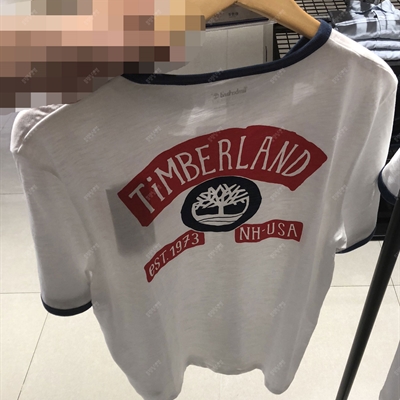 TiMBERLAND
est. 1973
NH-USA